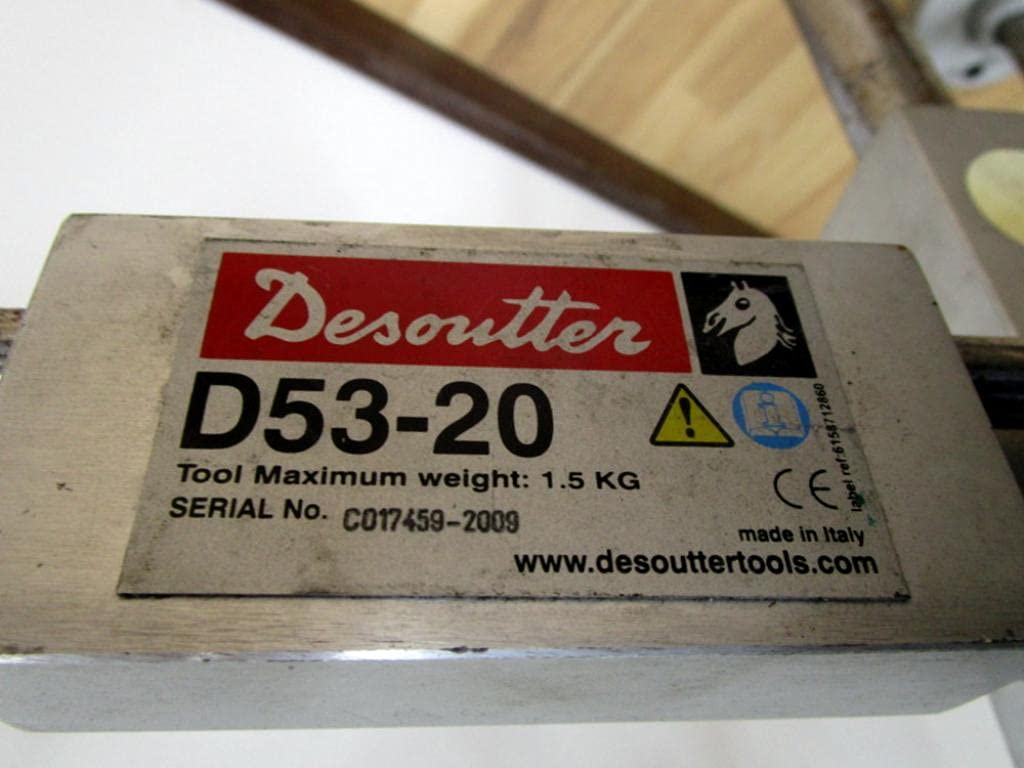 Desoutter
D53-20
Tool Maximum weight: 1.5 KG
SERIAL No. C017459-2009
CE
label ref:6158712860
made in Italy
www.desouttertools.com